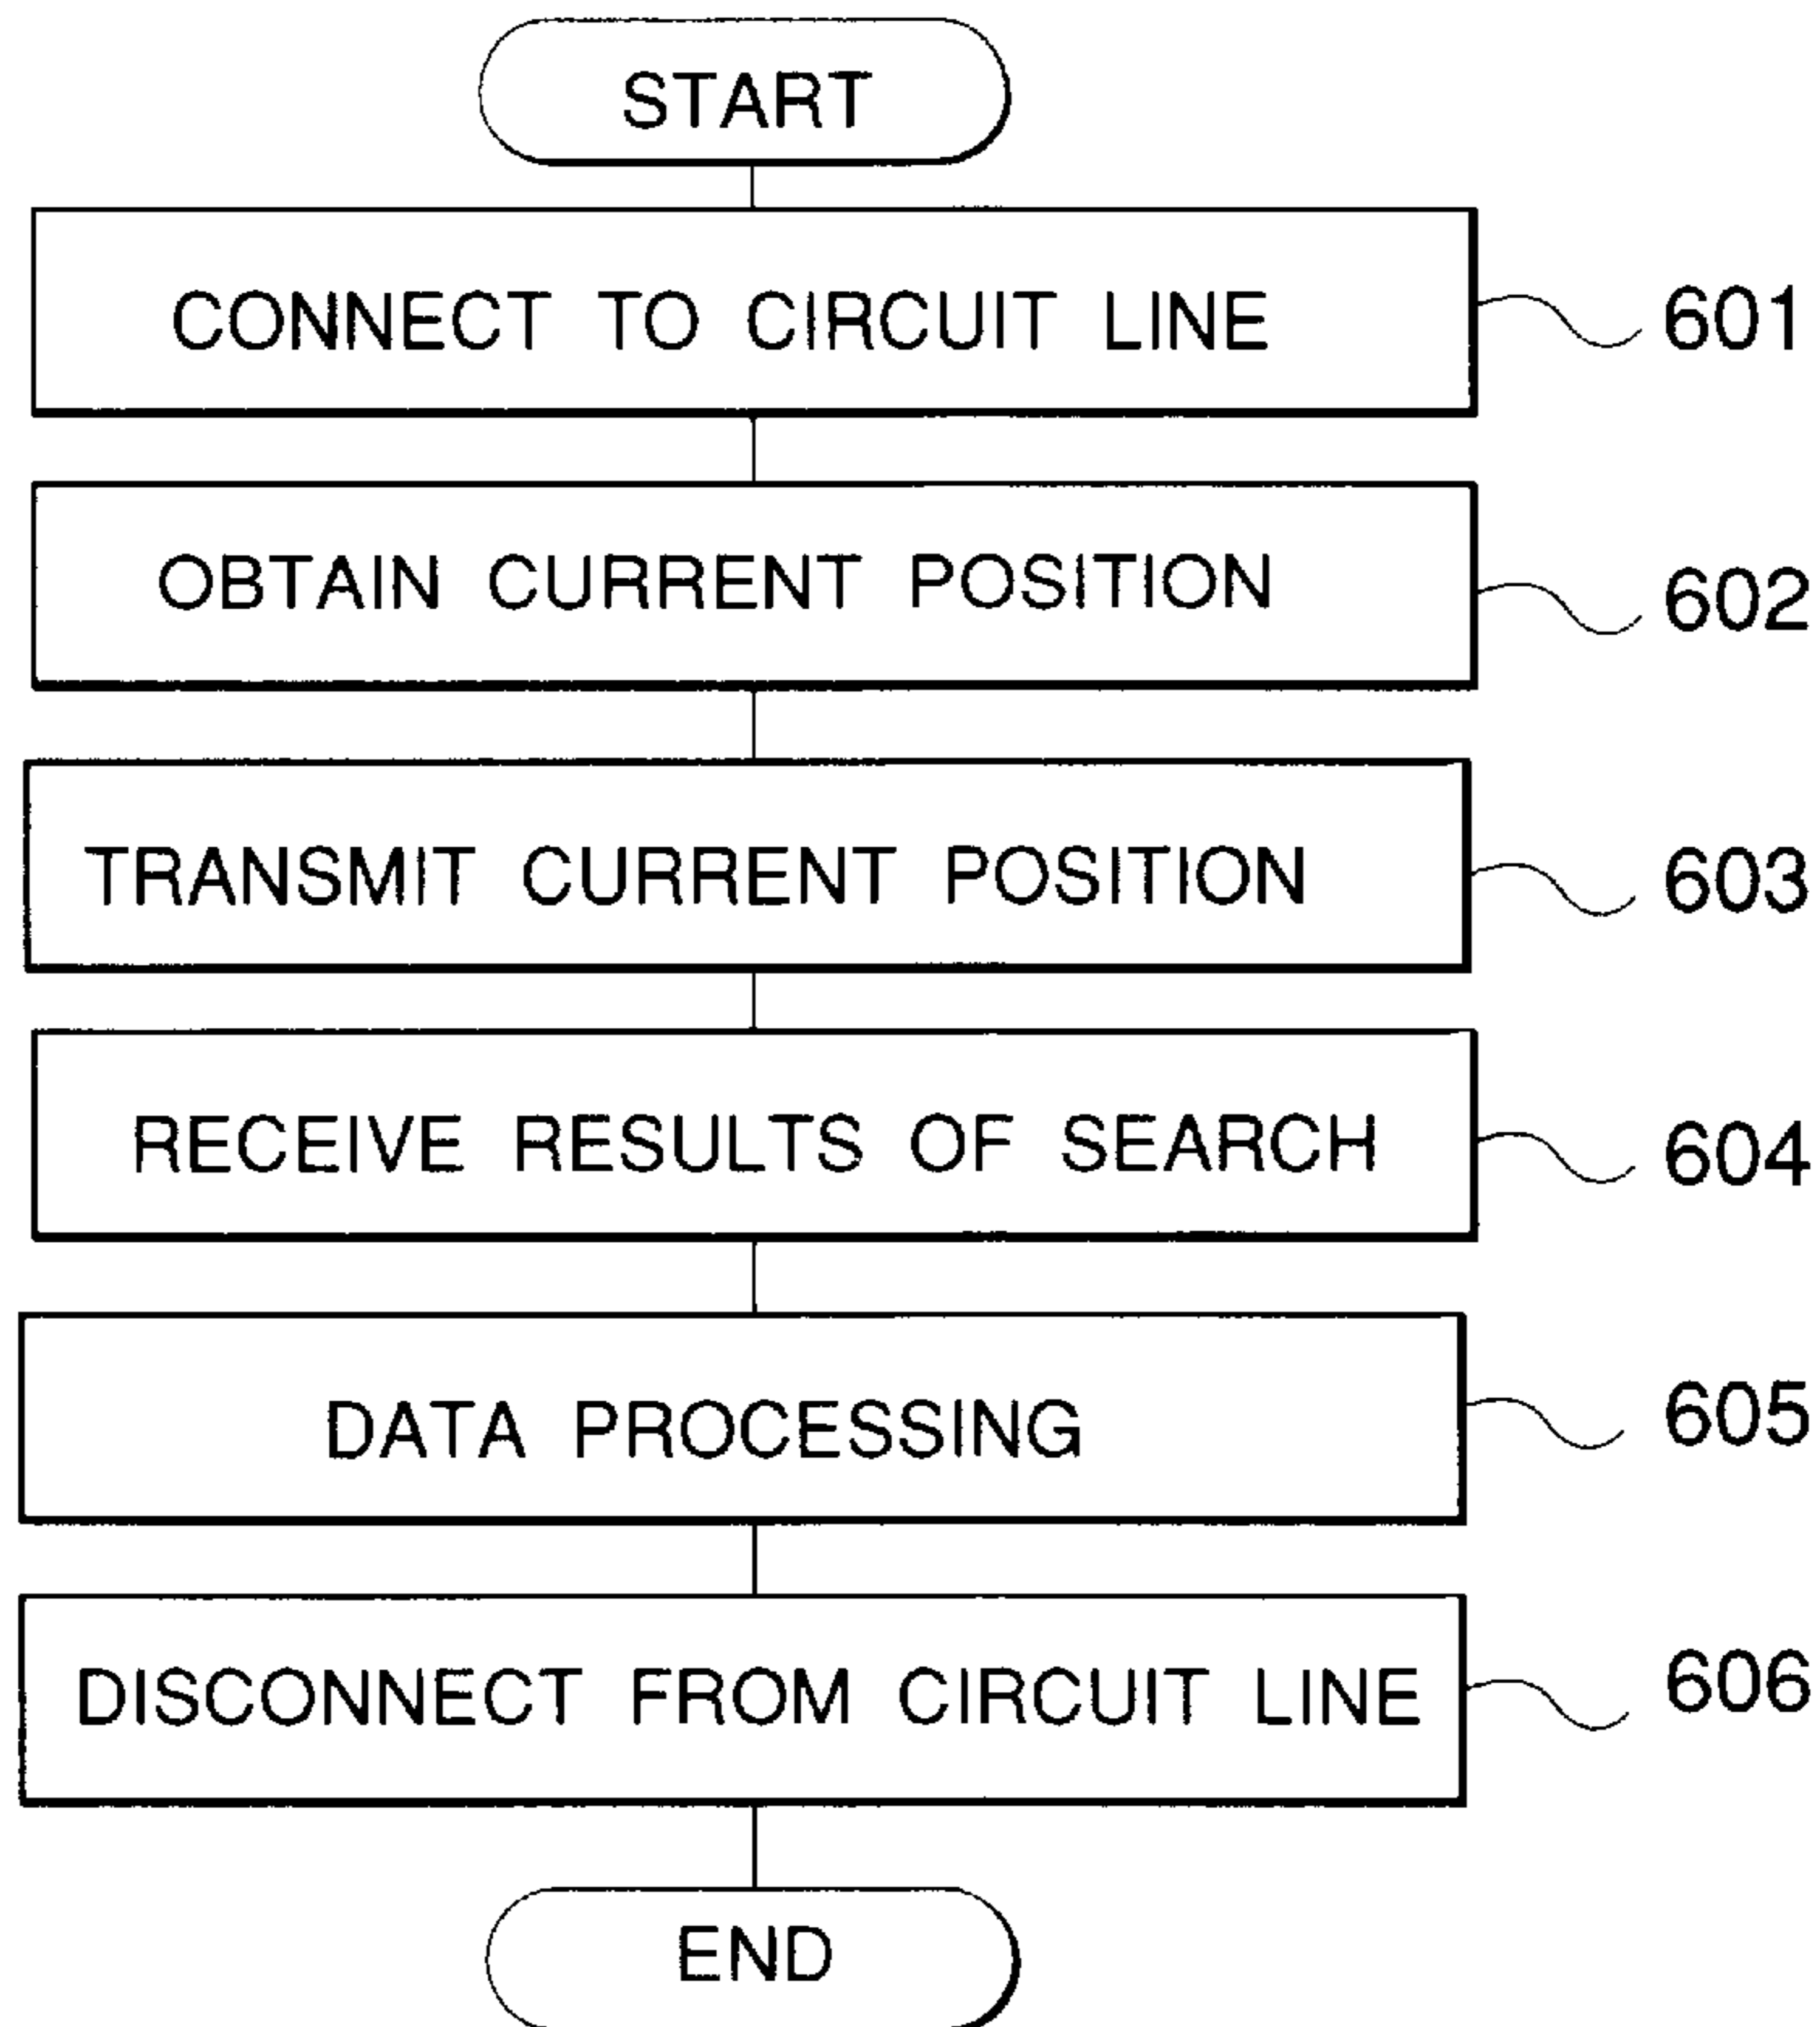 START
CONNECT TO CIRCUIT LINE 601
OBTAIN CURRENT POSITION 602
TRANSMIT CURRENT POSITION 603
RECEIVE RESULTS OF SEARCH 604
DATA PROCESSING 605
DISCONNECT FROM CIRCUIT LINE 606
END